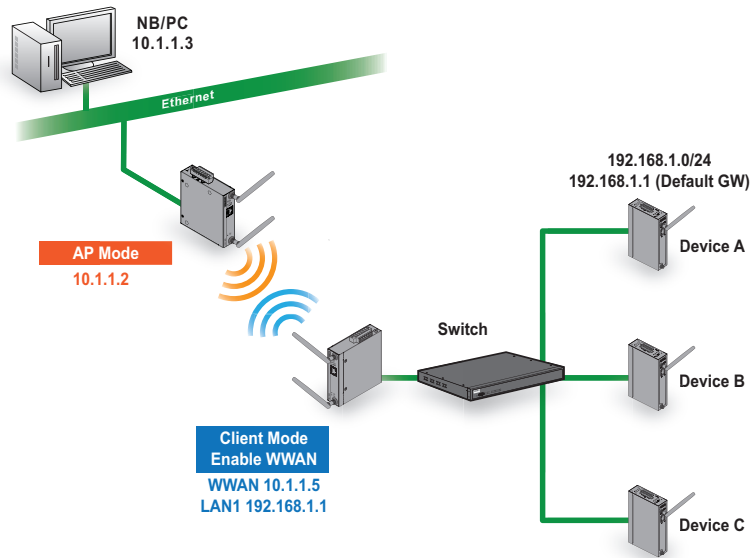 NB/PC
10.1.1.3
Ethernet
192.168.1.0/24
192.168.1.1 (Default GW)
AP Mode
10.1.1.2
Device A
Switch
Device B
Client Mode
Enable WWAN
WWAN 10.1.1.5
LAN1 192.168.1.1
Device C